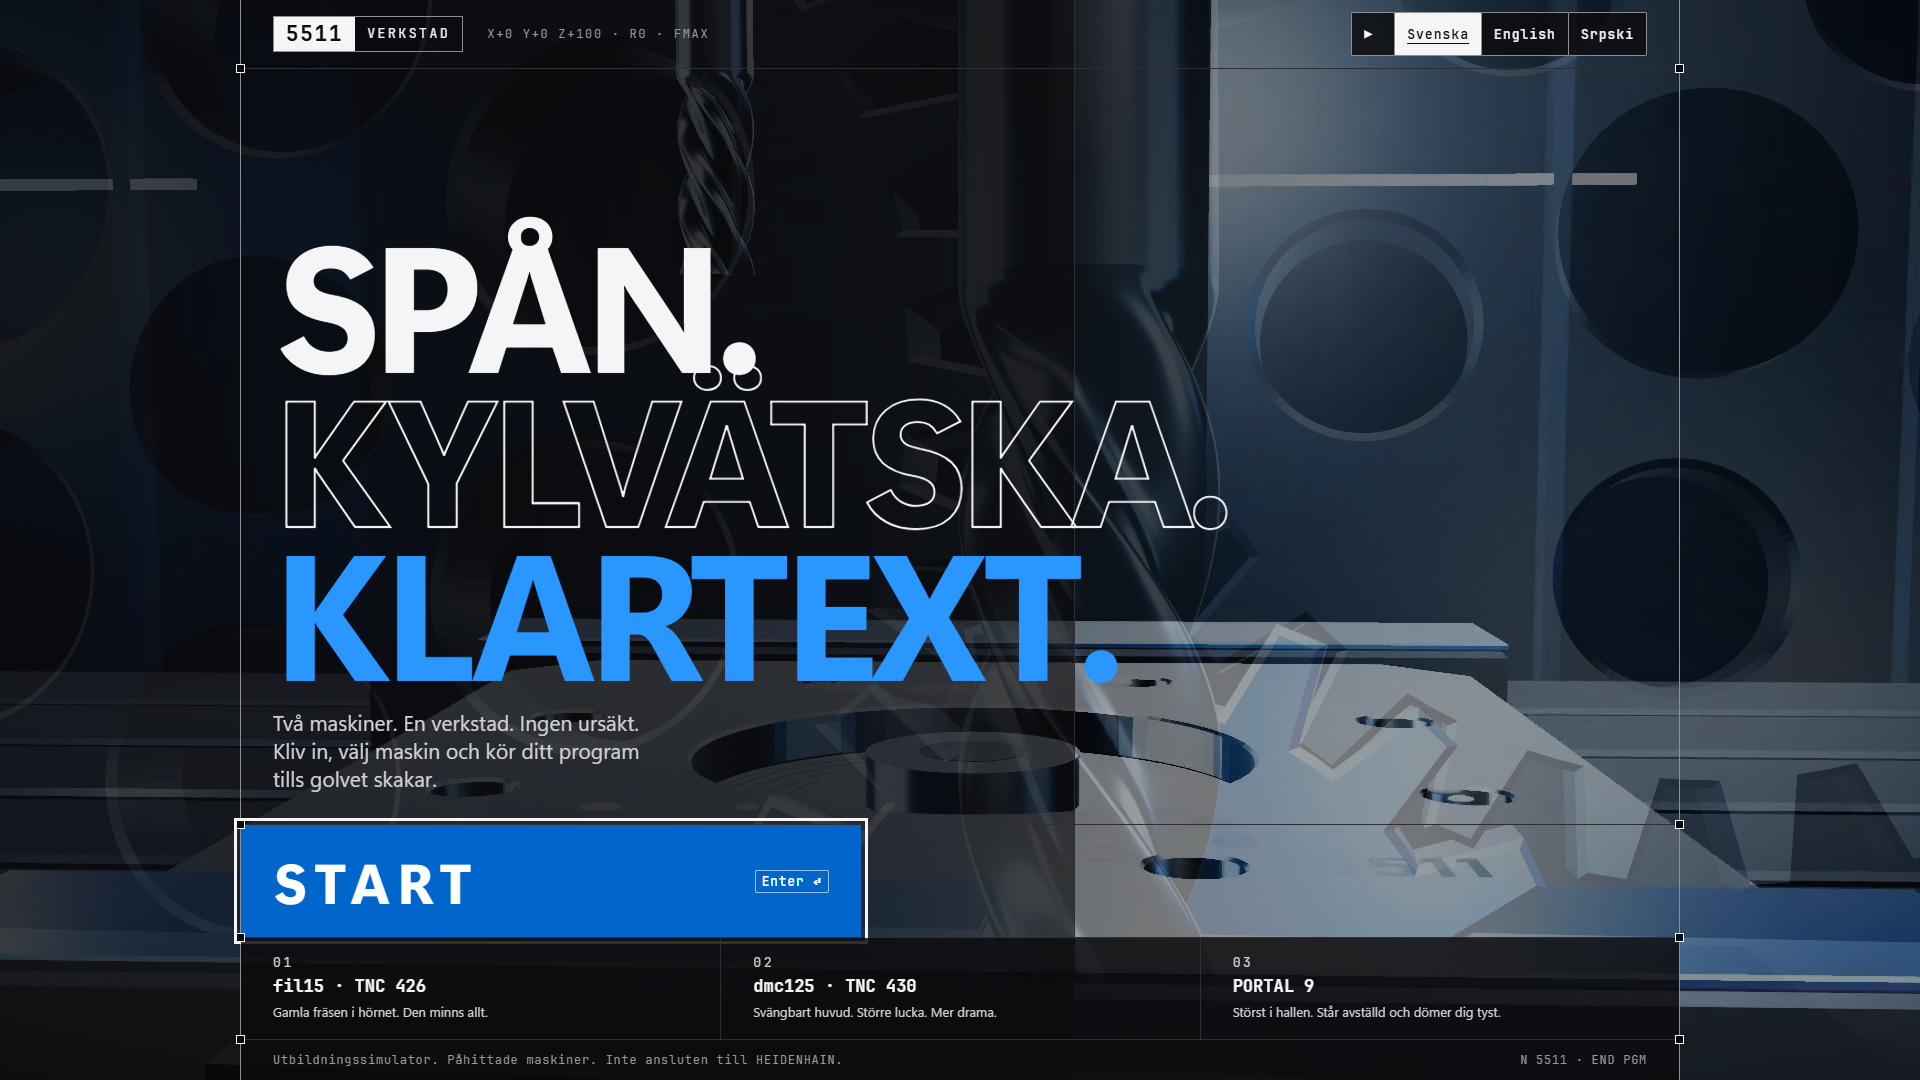 5511 VERKSTAD X+0 Y+0 Z+100 · R0 · FMAX
Svenska English Srpski
SPÅN.
KYLVÄTSKA.
KLARTEXT.
Två maskiner. En verkstad. Ingen ursäkt.
Kliv in, välj maskin och kör ditt program
tills golvet skakar.
START Enter ⏎
01
fil15 · TNC 426
Gamla fräsen i hörnet. Den minns allt.
02
dmc125 · TNC 430
Svängbart huvud. Större lucka. Mer drama.
03
PORTAL 9
Störst i hallen. Står avställd och dömer dig tyst.
Utbildningssimulator. Påhittade maskiner. Inte ansluten till HEIDENHAIN.
N 5511 · END PGM